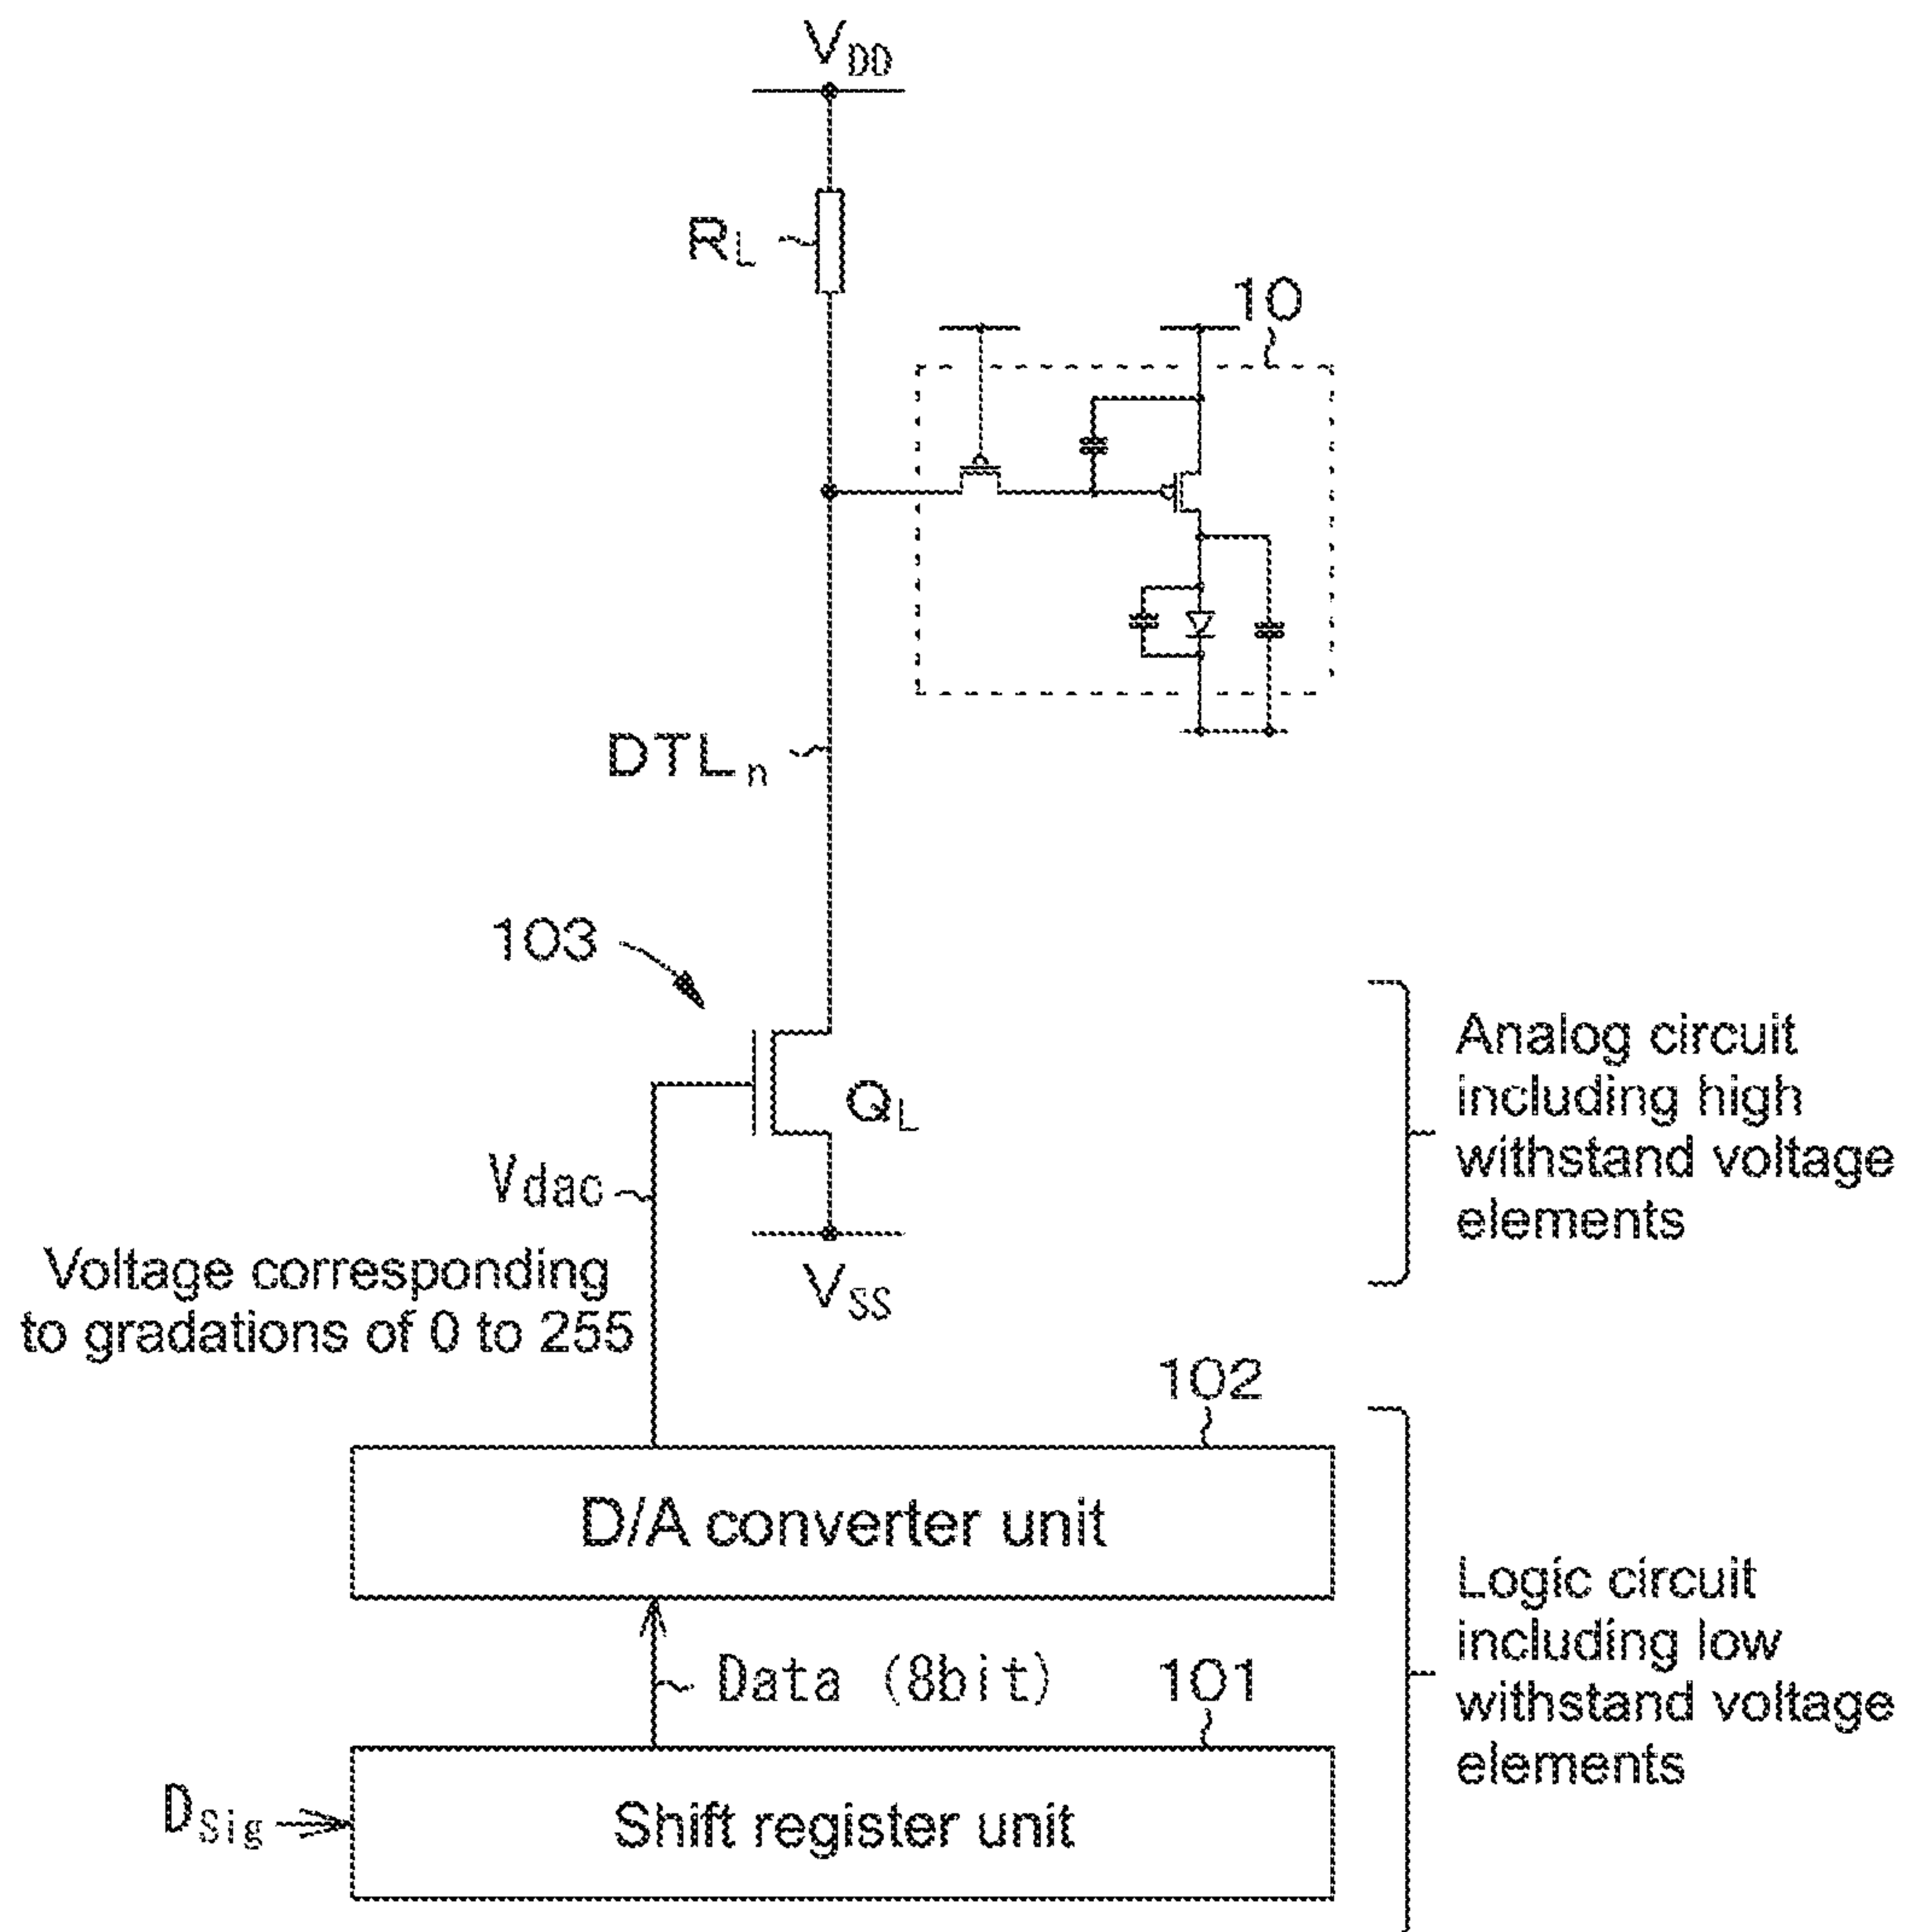 VDD
RL
10
DTLn
103
QL
Vdac
VSS
Voltage corresponding
to gradations of 0 to 255
Analog circuit
including high
withstand voltage
elements
102
D/A converter unit
Data (8bit)
101
DSig
Shift register unit
Logic circuit
including low
withstand voltage
elements